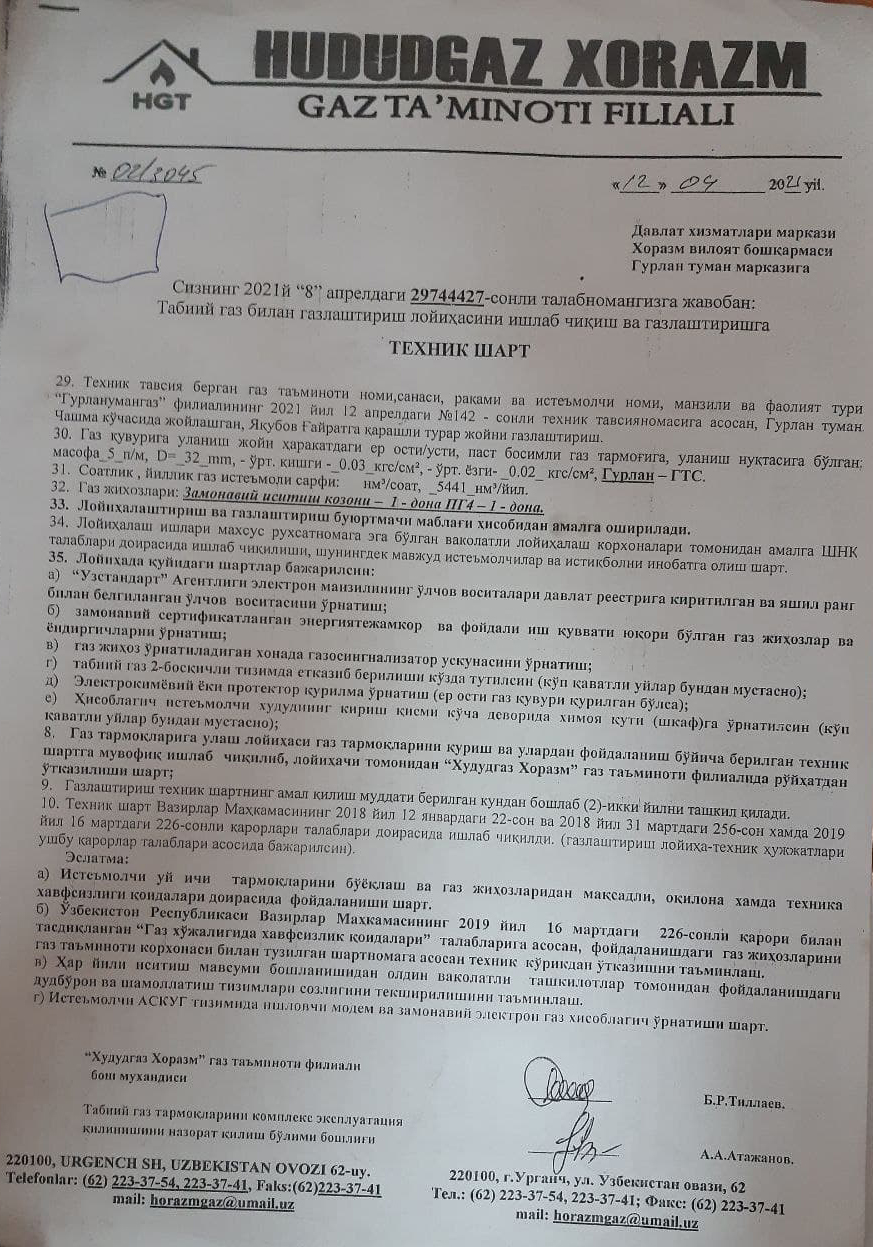 HUDUDGAZ XORAZM
HGT
GAZ TA’MINOTI FILIALI
№ 02/3045
«12» 04 2021 yil.
Давлат хизматлари маркази
Хоразм вилоят бошқармаси
Гурлан туман марказига
Сизнинг 2021й “8” апрелдаги 29744427-сонли талабномангизга жавобан:
Табиий газ билан газлаштириш лойиҳасини ишлаб чиқиш ва газлаштиришга
ТЕХНИК ШАРТ
29. Техник тавсия берган газ таъминоти номи,санаси, рақами ва истеъмолчи номи, манзили ва фаолият тури
“Гурланумангаз” филиалининг 2021 йил 12 апрелдаги №142 - сонли техник тавсияномасига асосан, Гурлан туман
Чашма кўчасида жойлашган, Якубов Ғайратга қарашли турар жойни газлаштириш.
30. Газ қувурига уланиш жойи ҳаракатдаги ер ости/усти, паст босимли газ тармоғига, уланиш нуқтасига бўлган:
масофа_5_п/м, D=_32_mm, - ўрт. қишги -_0.03_кгс/см², - ўрт. ёзги-_0.02_ кгс/см², Гурлан – ГТС.
31. Соатлик , йиллик газ истеъмоли сарфи: нм³/соат, _5441_нм³/йил.
32. Газ жиҳозлари: Замонавий иситиш козони – 1 - дона ПГ4 – 1 - дона.
33. Лойиҳалаштириш ва газлаштириш буюртмачи маблағи ҳисобидан амалга оширилади.
34. Лойиҳалаш ишлари махсус рухсатномага эга бўлган ваколатли лойиҳалаш корхоналари томонидан амалга ШНҚ
талаблари доирасида ишлаб чиқилиши, шунингдек мавжуд истеъмолчилар ва истиқболни инобатга олиш шарт.
35. Лойиҳада қуйидаги шартлар бажарилсин:
а) “Узстандарт” Агентлиги электрон манзилининг ўлчов воситалари давлат реестрига киритилган ва яшил ранг
билан белгиланган ўлчов воситасини ўрнатиш;
б) замонавий сертификатланган энергиятежамкор ва фойдали иш қуввати юқори бўлган газ жиҳозлар ва
ёндиргичларни ўрнатиш;
в) газ жиҳоз ўрнатиладиган хонада газосигнализатор ускунасини ўрнатиш;
г) табиий газ 2-босқичли тизимда етказиб берилиши кўзда тутилсин (кўп қаватли уйлар бундан мустасно);
д) Электрокимёвий ёки протектор қурилма ўрнатиш (ер ости газ қувури қурилган бўлса);
е) Ҳисоблагич истеъмолчи худуднинг кириш қисми кўча деворида химоя қути (шкаф)га ўрнатилсин (кўп
қаватли уйлар бундан мустасно);
8. Газ тармоқларига улаш лойиҳаси газ тармоқларини қуриш ва улардан фойдаланиш бўйича берилган техник
шартга мувофиқ ишлаб чиқилиб, лойиҳачи томонидан “Худудгаз Хоразм” газ таъминоти филиалида рўйҳатдан
ўтказилиши шарт;
9. Газлаштириш техник шартнинг амал қилиш муддати берилган кундан бошлаб (2)-икки йилни ташкил қилади.
10. Техник шарт Вазирлар Маҳкамасининг 2018 йил 12 январдаги 22-сон ва 2018 йил 31 мартдаги 256-сон хамда 2019
йил 16 мартдаги 226-сонли қарорлари талаблари доирасида ишлаб чиқилди. (газлаштириш лойиҳа-техник ҳужжатлари
ушбу қарорлар талаблари асосида бажарилсин).
Эслатма:
а) Истеъмолчи уй ичи тармоқларини бўёқлаш ва газ жиҳозларидан мақсадли, оқилона хамда техника
хавфсизлиги қоидалари доирасида фойдаланиши шарт.
б) Ўзбекистон Республикаси Вазирлар Маҳкамасининг 2019 йил 16 мартдаги 226-сонли қарори билан
тасдиқланган “Газ хўжалигида хавфсизлик қоидалари” талабларига асосан, фойдаланишдаги газ жиҳозларини
газ таъминоти корхонаси билан тузилган шартномага асосан техник кўрикдан ўтказишни таъминлаш.
в) Ҳар йили иситиш мавсуми бошланишидан олдин ваколатли ташкилотлар томонидан фойдаланишдаги
дудбўрон ва шамоллатиш тизимлари созлигини текширилишини таъминлаш.
г) Истеъмолчи АСКУГ тизимида ишловчи модем ва замонавий электрон газ хисоблагич ўрнатиши шарт.
“Худудгаз Хоразм” газ таъминоти филиали
бош мухандиси
Б.Р.Тиллаев.
Табиий газ тармоқларини комплекс эксплуатация
қилинишини назорат қилиш бўлими бошлиғи
А.А.Атажанов.
220100, URGENCH SH, UZBEKISTAN OVOZI 62-uy.
Telefonlar: (62) 223-37-54, 223-37-41, Faks:(62)223-37-41
mail: horazmgaz@umail.uz
220100, г.Урганч, ул. Узбекистан овази, 62
Тел.: (62) 223-37-54, 223-37-41; Факс: (62) 223-37-41
mail: horazmgaz@umail.uz